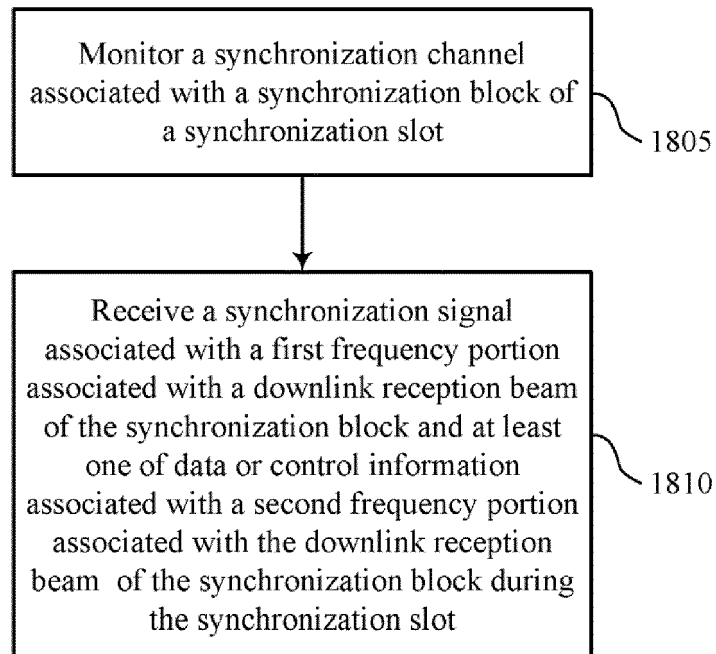 Monitor a synchronization channel
associated with a synchronization block of
a synchronization slot
1805
Receive a synchronization signal
associated with a first frequency portion
associated with a downlink reception beam
of the synchronization block and at least
one of data or control information
associated with a second frequency portion
associated with the downlink reception
beam of the synchronization block during
the synchronization slot
1810